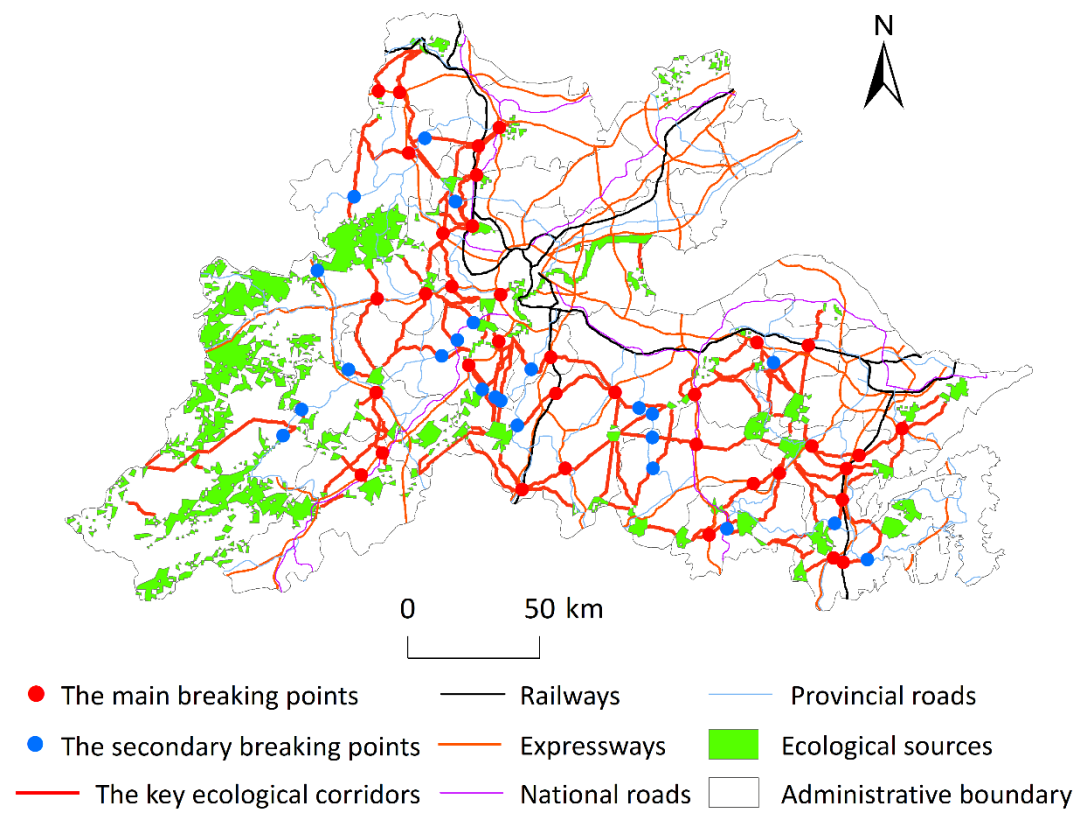 N
0 50 km
The main breaking points Railways Provincial roads
The secondary breaking points Expressways Ecological sources
The key ecological corridors National roads Administrative boundary